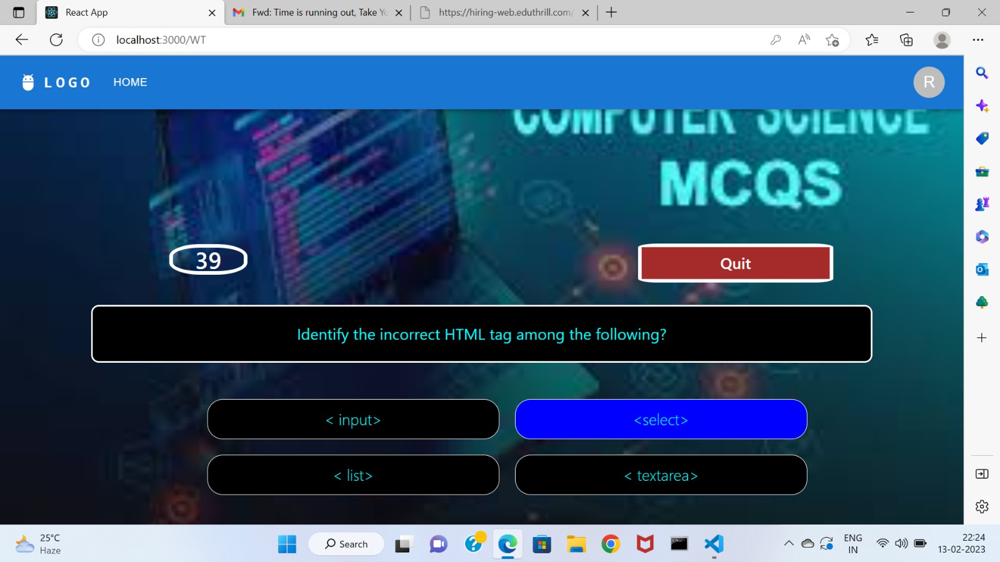 React App
Fwd: Time is running out, Take Yo
https://hiring-web.eduthrill.com/
localhost:3000/WT
LOGO
HOME
R
COMPUTER SCIENCE
MCQS
39
Quit
Identify the incorrect HTML tag among the following?
< input>
<select>
< list>
< textarea>
25°C
Haze
Search
ENG
IN
22:24
13-02-2023